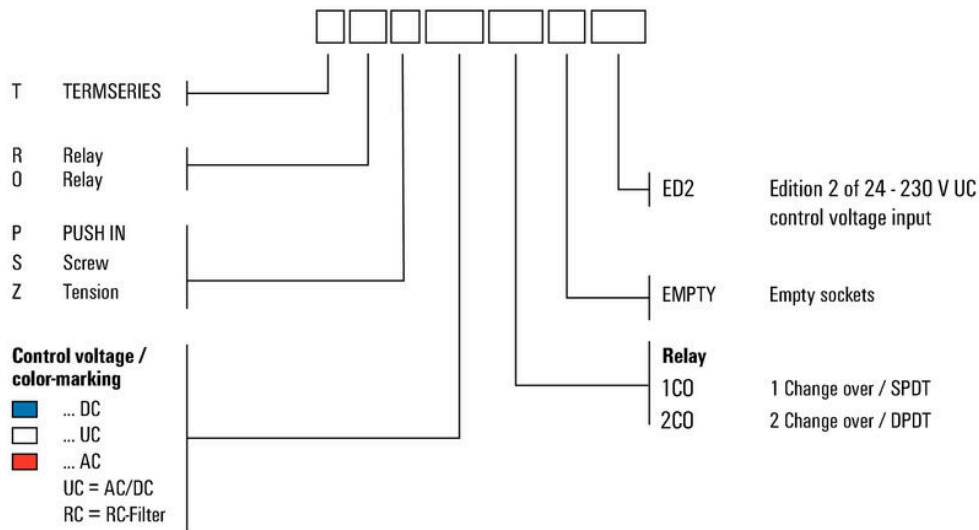 T TERMSERIES
R Relay
O Relay
P PUSH IN
S Screw
Z Tension
Control voltage /
color-marking
... DC
... UC
... AC
UC = AC/DC
RC = RC-Filter
ED2 Edition 2 of 24 - 230 V UC
control voltage input
EMPTY Empty sockets
Relay
1CO 1 Change over / SPDT
2CO 2 Change over / DPDT